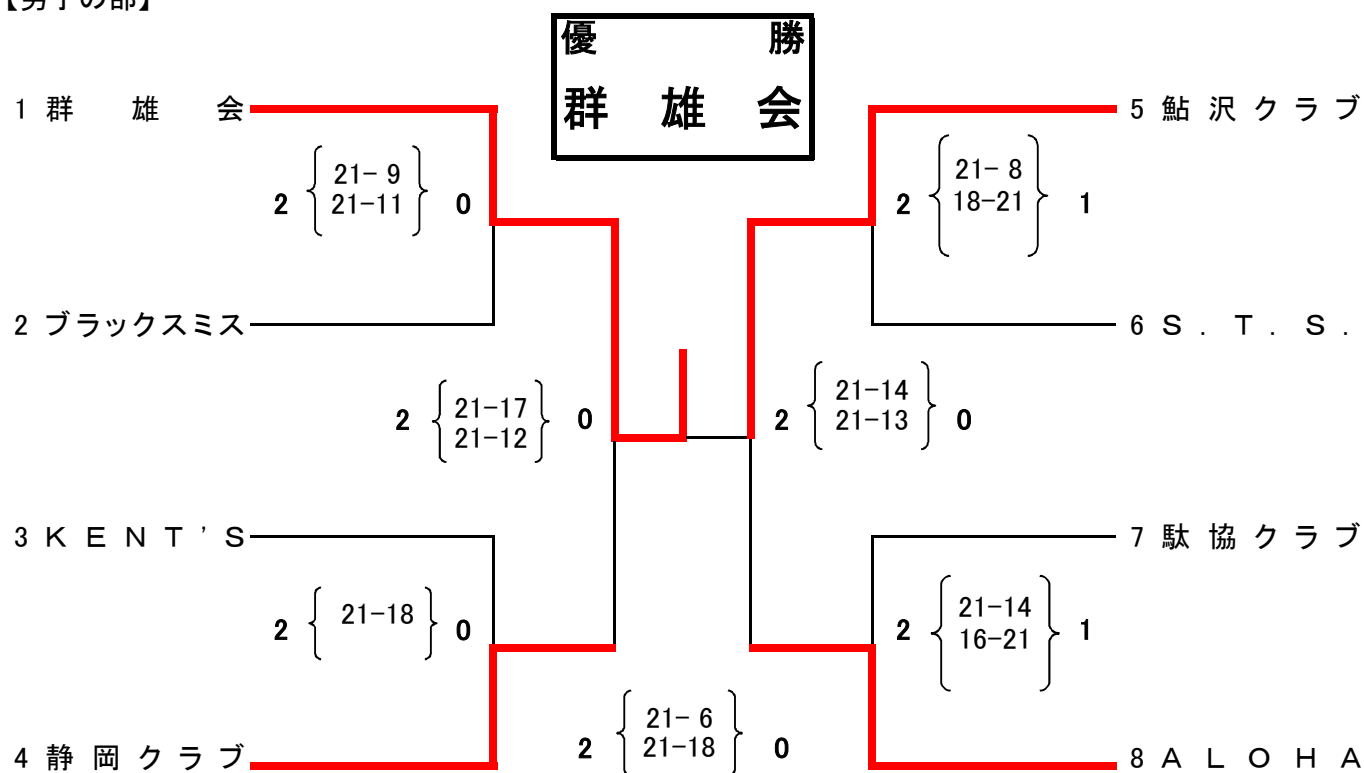 【男子の部】
優勝
群雄会
1 群雄会
5 鮎沢クラブ
2 21-9 0
21-11
2 21-8 1
18-21
2 ブラックスミス
6 S.T.S.
2 21-17 0
21-12
2 21-14 0
21-13
3 KENT'S
7 駄協クラブ
2 21-18 0
2 21-14 1
16-21
2 21-6 0
21-18
4 静岡クラブ
8 ALOHA